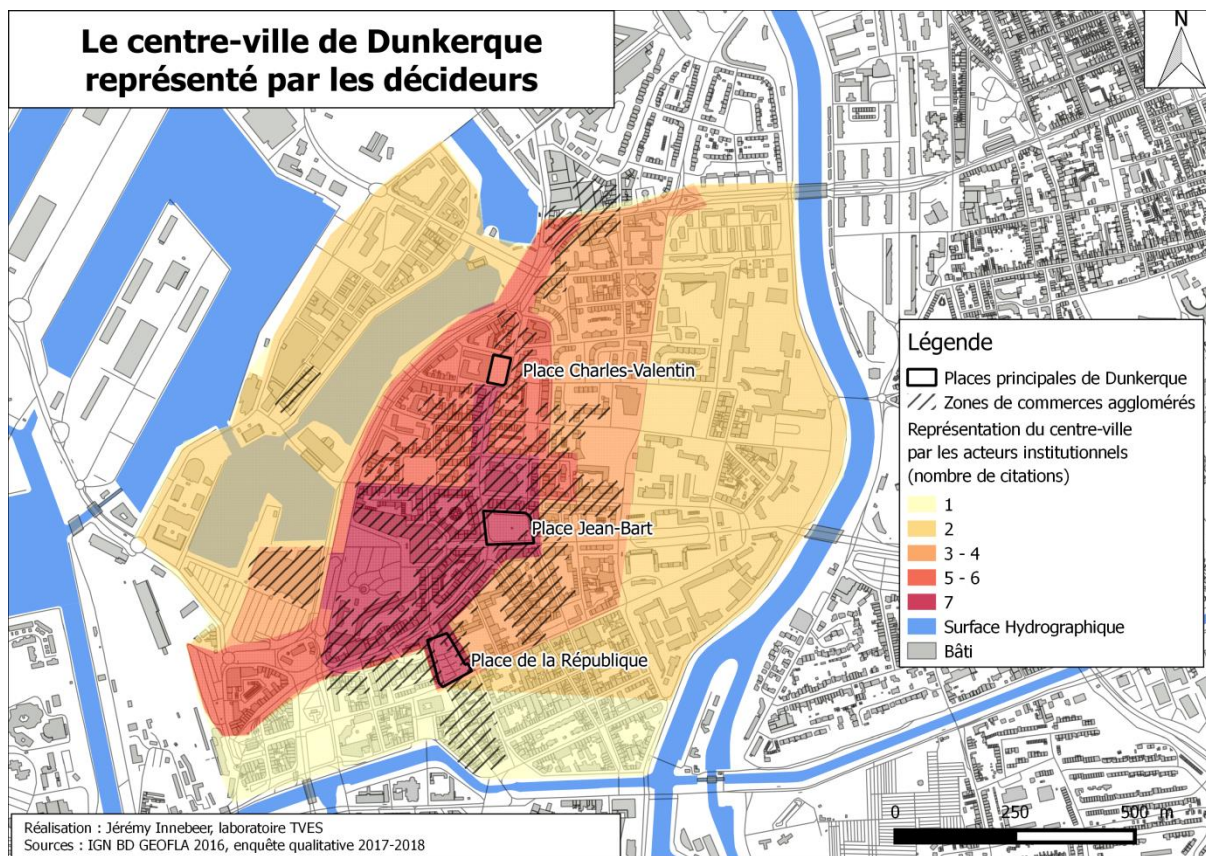 Le centre-ville de Dunkerque
représenté par les décideurs
N
Place Charles-Valentin
Place Jean-Bart
Place de la République
Légende
Places principales de Dunkerque
Zones de commerces agglomérés
Représentation du centre-ville
par les acteurs institutionnels
(nombre de citations)
1
2
3 - 4
5 - 6
7
Surface Hydrographique
Bâti
0 250 500 m
Réalisation : Jérémy Innebeer, laboratoire TVES
Sources : IGN BD GEOFLA 2016, enquête qualitative 2017-2018